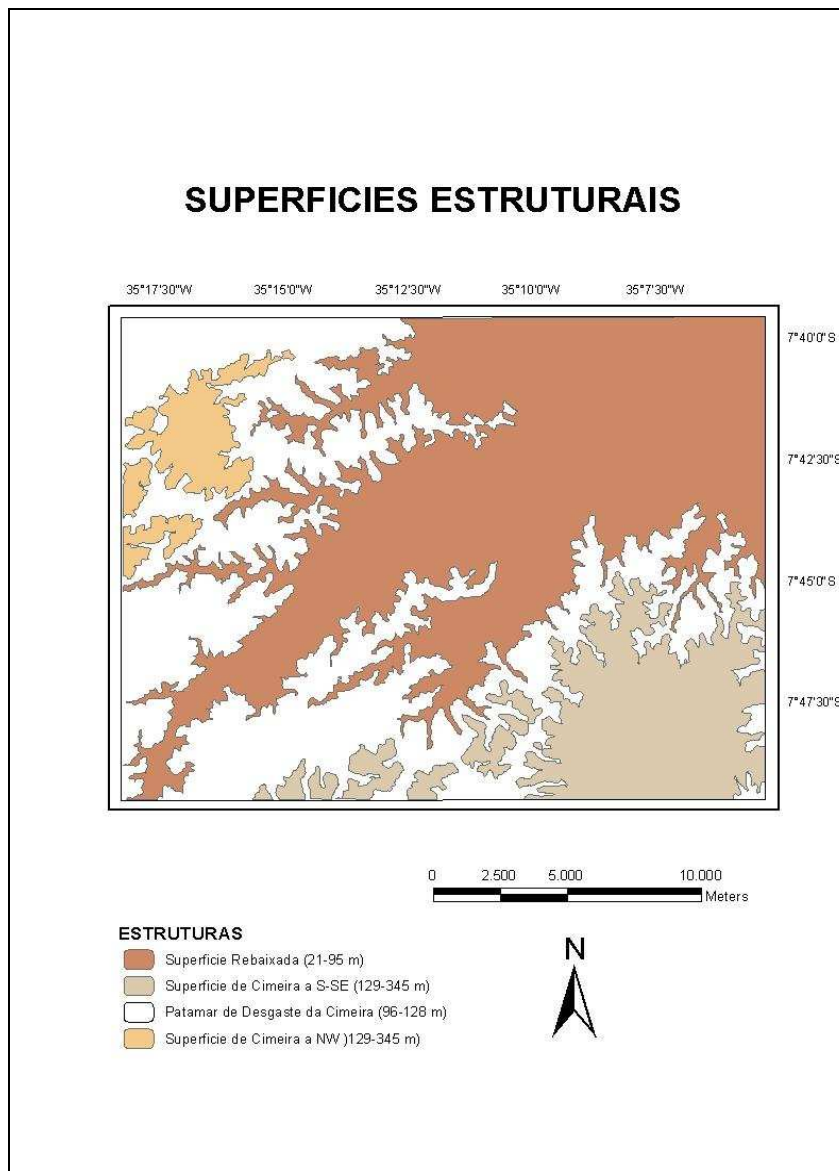 SUPERFICIES ESTRUTURAIS
35°17'30"W 35°15'0"W 35°12'30"W 35°10'0"W 35°7'30"W
7°40'0"S
7°42'30"S
7°45'0"S
7°47'30"S
0 2.500 5.000 10.000
Meters
ESTRUTURAS
Superficie Rebaixada (21-95 m)
Superficie de Cimeira a S-SE (129-345 m)
Patamar de Desgaste da Cimeira (96-128 m)
Superficie de Cimeira a NW )129-345 m)
N